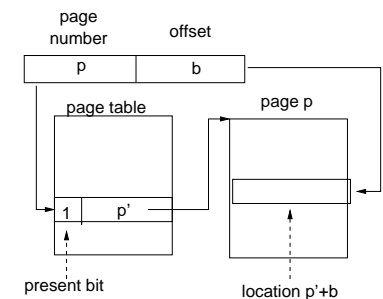 page number
offset
p
b
page table
page p
1
p'
present bit
location p'+b